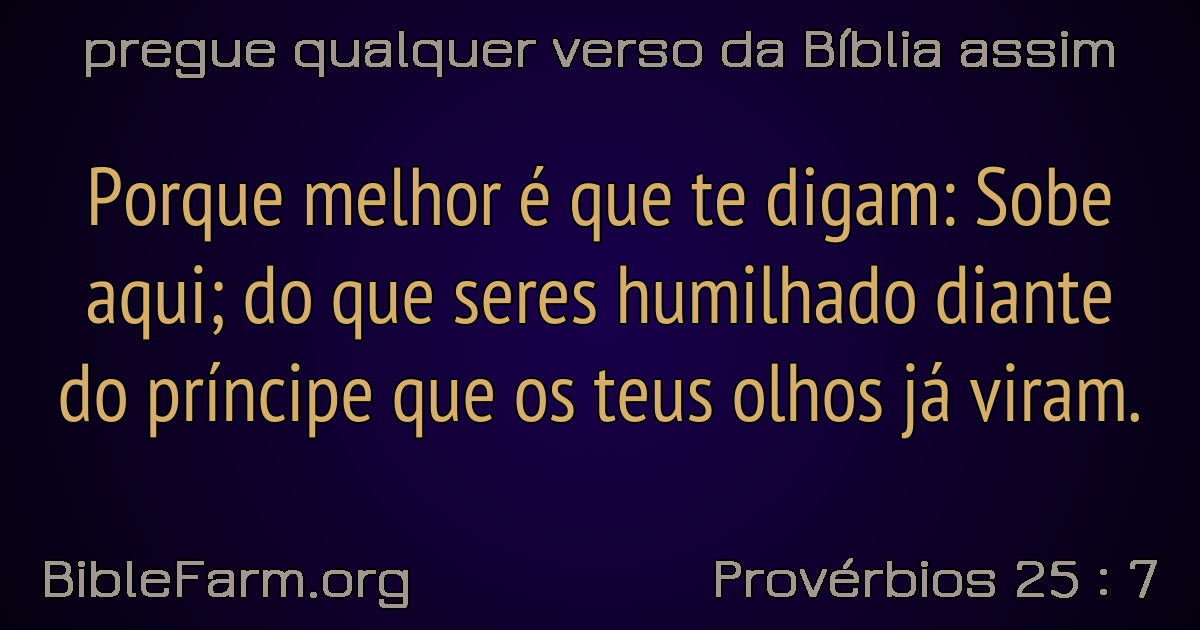 pregue qualquer verso da Bíblia assim
Porque melhor é que te digam: Sobe
aqui; do que seres humilhado diante
do príncipe que os teus olhos já viram.
BibleFarm.org
Provérbios 25 : 7